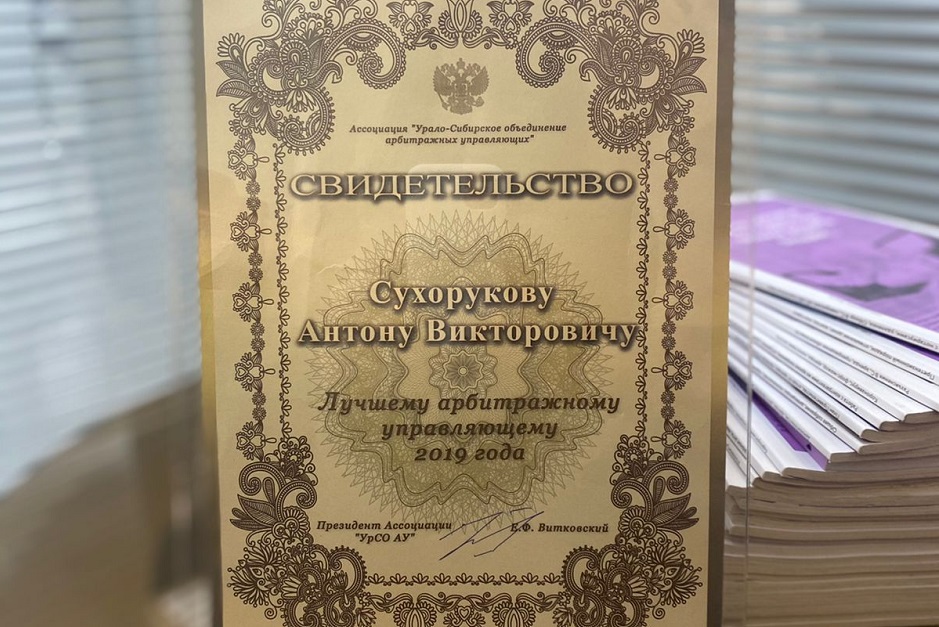 Ассоциация "Урало-Сибирское объединение
арбитражных управляющих"
СВИДЕТЕЛЬСТВО
Сухорукову
Антону Викторовичу
Лучшему арбитражному
управляющему
2019 года
Президент Ассоциации
"УрСО АУ"
Е.Ф. Витковский